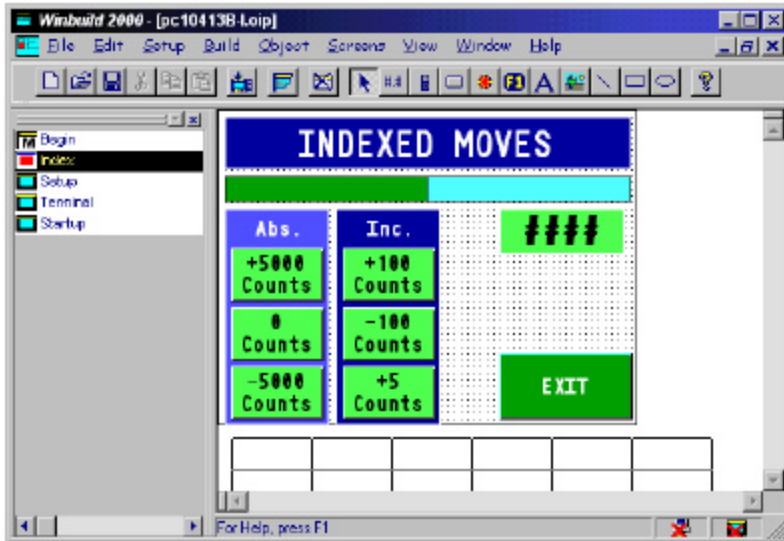 Winbuild 2000 - [pc10413B-l.oip]
File Edit Setup Build Object Screens View Window Help
Begin
Index
Setup
Terminal
Startup
INDEXED MOVES
Abs. Inc. ####
+5000 Counts +100 Counts
0 Counts -100 Counts
-5000 Counts +5 Counts
EXIT
For Help, press F1